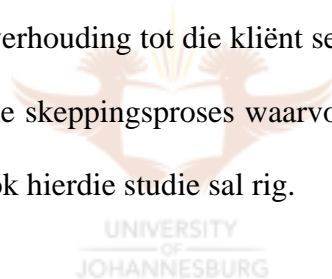 verhouding tot die kliënt se
e skeppingsproses waarvo
ok hierdie studie sal rig.
UNIVERSITY
OF
JOHANNESBURG